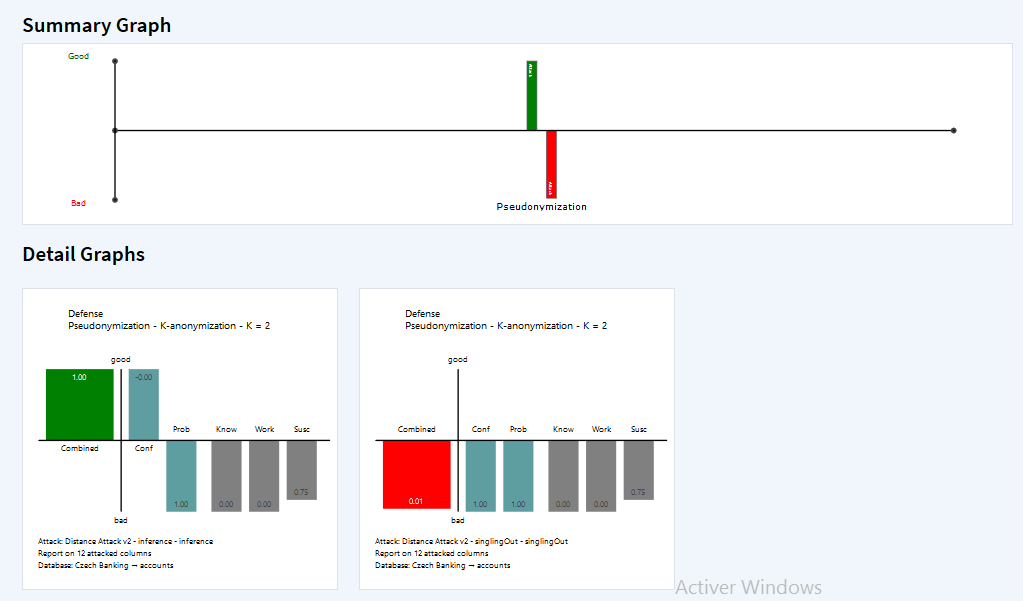 Summary Graph
Good
Bad
Pseudonymization
Detail Graphs
Defense
Pseudonymization - K-anonymization - K = 2
good
1.00
-0.00
Prob Know Work Susc
Combined Conf
1.00 0.00 0.00 0.75
bad
Attack: Distance Attack v2 - inference - inference
Report on 12 attacked columns
Database: Czech Banking → accounts
Defense
Pseudonymization - K-anonymization - K = 2
good
Combined Conf Prob Know Work Susc
0.01 1.00 1.00 0.00 0.00 0.75
bad
Attack: Distance Attack v2 - singlingOut - singlingOut
Report on 12 attacked columns
Database: Czech Banking → accounts
Activer Windows